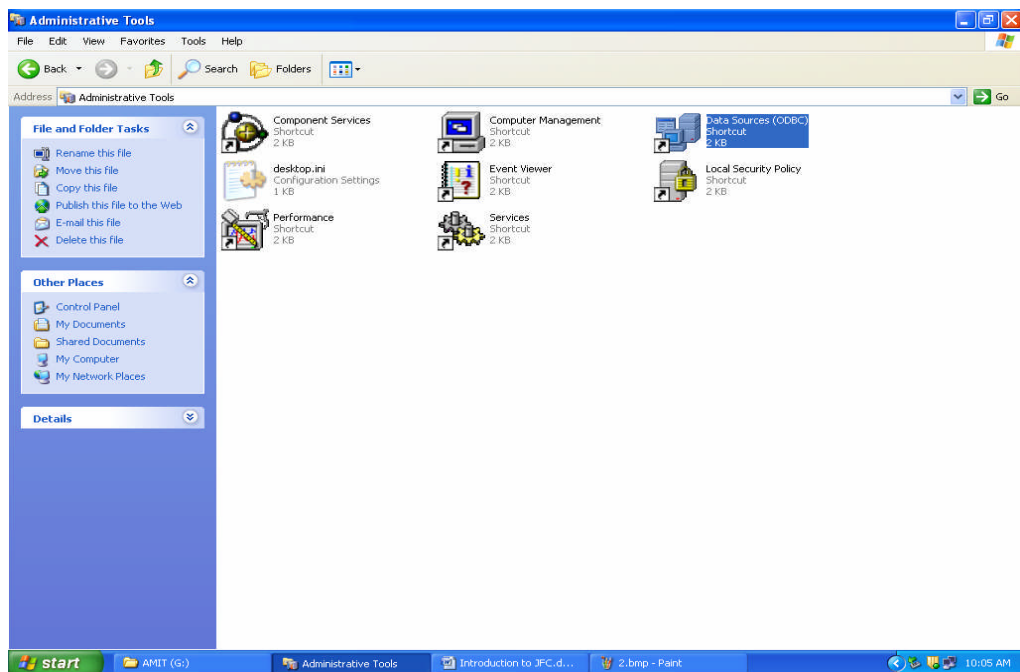 Administrative Tools
File Edit View Favorites Tools Help
Back Search Folders
Address Administrative Tools Go
File and Folder Tasks
Rename this file
Move this file
Copy this file
Publish this file to the Web
E-mail this file
Delete this file
Other Places
Control Panel
My Documents
Shared Documents
My Computer
My Network Places
Details
Component Services
Shortcut
2 KB
Computer Management
Shortcut
2 KB
Data Sources (ODBC)
Shortcut
2 KB
desktop.ini
Configuration Settings
1 KB
Event Viewer
Shortcut
2 KB
Local Security Policy
Shortcut
2 KB
Performance
Shortcut
2 KB
Services
Shortcut
2 KB
start AMIT (G:) Administrative Tools Introduction to JFC.d... 2.bmp - Paint 10:05 AM